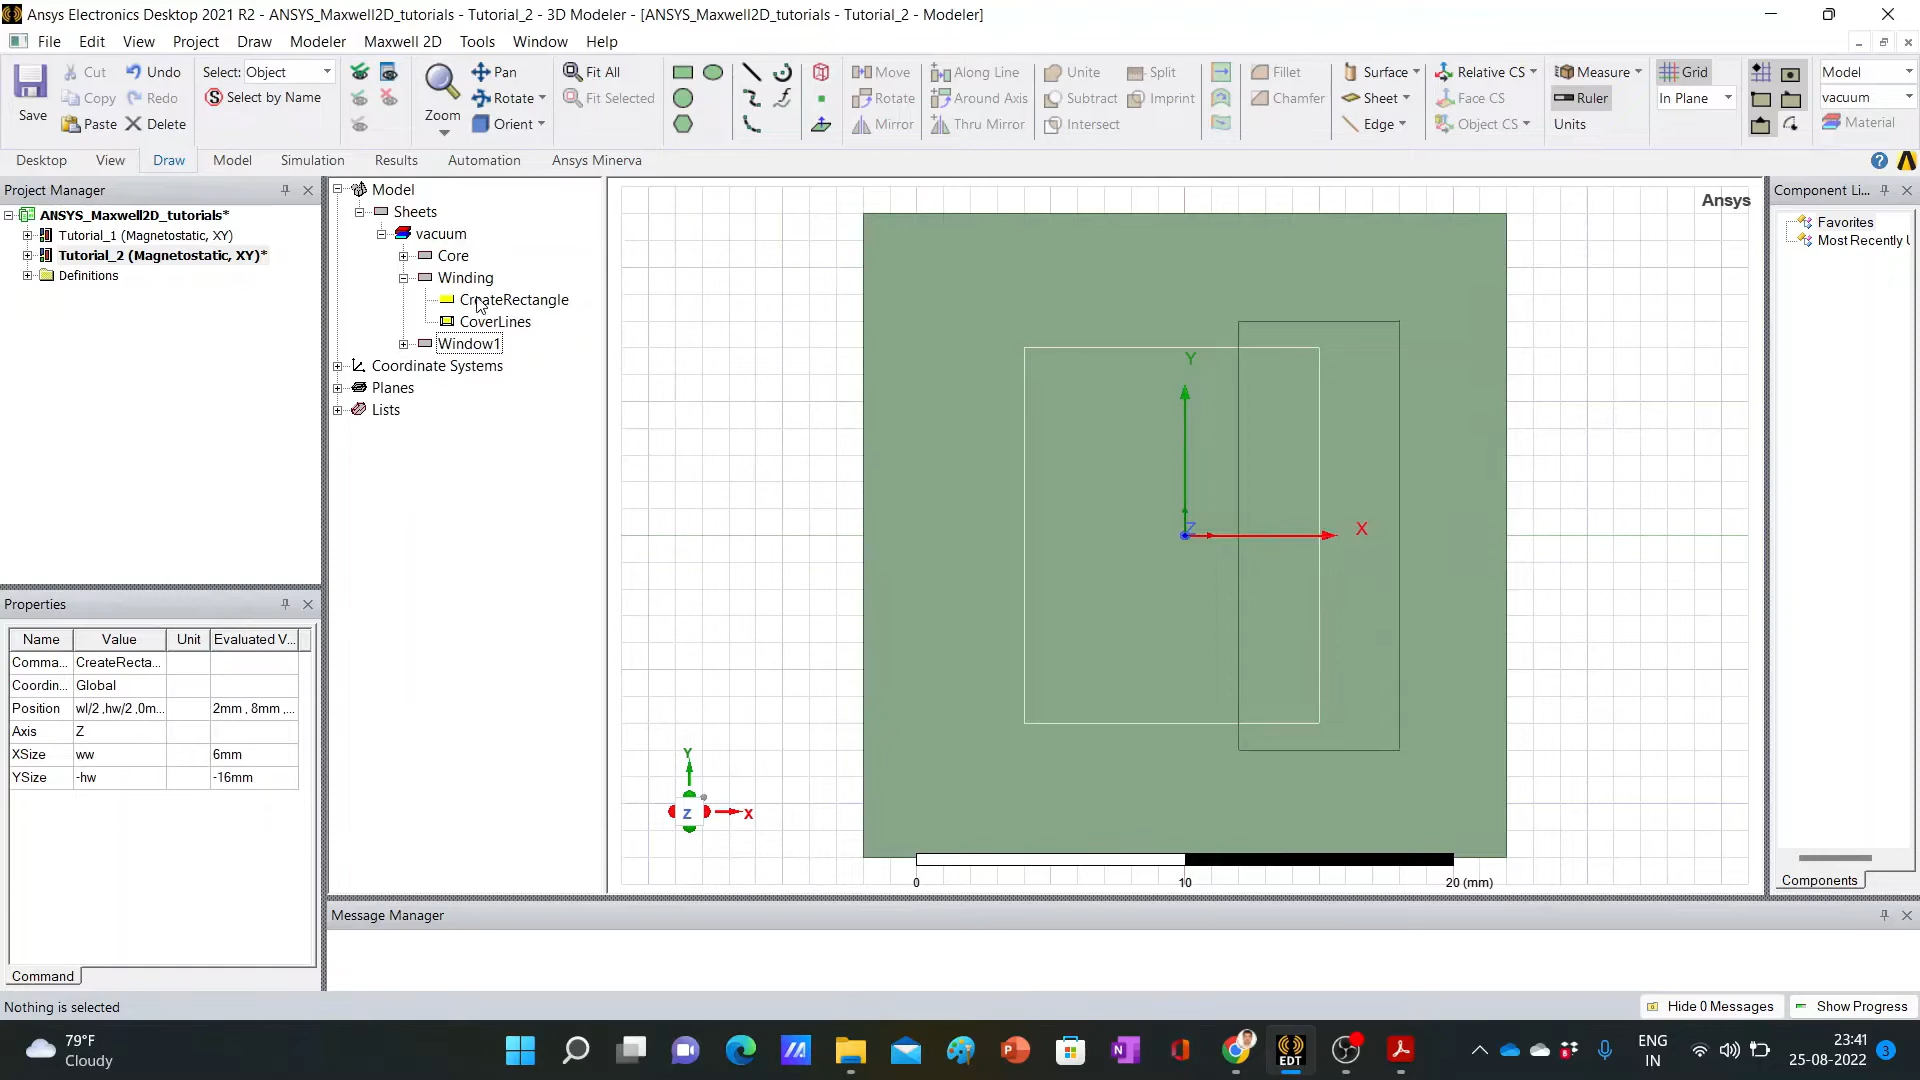 Ansys Electronics Desktop 2021 R2 - ANSYS_Maxwell2D_tutorials - Tutorial_2 - 3D Modeler - [ANSYS_Maxwell2D_tutorials - Tutorial_2 - Modeler]
File Edit View Project Draw Modeler Maxwell 2D Tools Window Help
Save Cut Undo Select: Object Zoom Pan Fit All Move Along Line Unite Split Fillet Surface Relative CS Measure Grid Model
Copy Redo Select by Name Rotate Fit Selected Rotate Around Axis Subtract Imprint Chamfer Sheet Face CS Ruler In Plane vacuum
Paste Delete Orient Mirror Thru Mirror Intersect Edge Object CS Units Material
Desktop View Draw Model Simulation Results Automation Ansys Minerva
Project Manager
ANSYS_Maxwell2D_tutorials*
Tutorial_1 (Magnetostatic, XY)
Tutorial_2 (Magnetostatic, XY)*
Definitions
Model
Sheets
vacuum
Core
Winding
CreateRectangle
CoverLines
Window1
Coordinate Systems
Planes
Lists
Ansys
Y
X
Z
Y
Z X
0 10 20 (mm)
Component Li...
Favorites
Most Recently U
Components
Properties
Name Value Unit Evaluated V...
Comma... CreateRecta...
Coordin... Global
Position wl/2 ,hw/2 ,0m... 2mm , 8mm ,...
Axis Z
XSize ww 6mm
YSize -hw -16mm
Command
Message Manager
Nothing is selected
Hide 0 Messages Show Progress
79°F
Cloudy
EDT
ENG
IN
23:41
25-08-2022
3